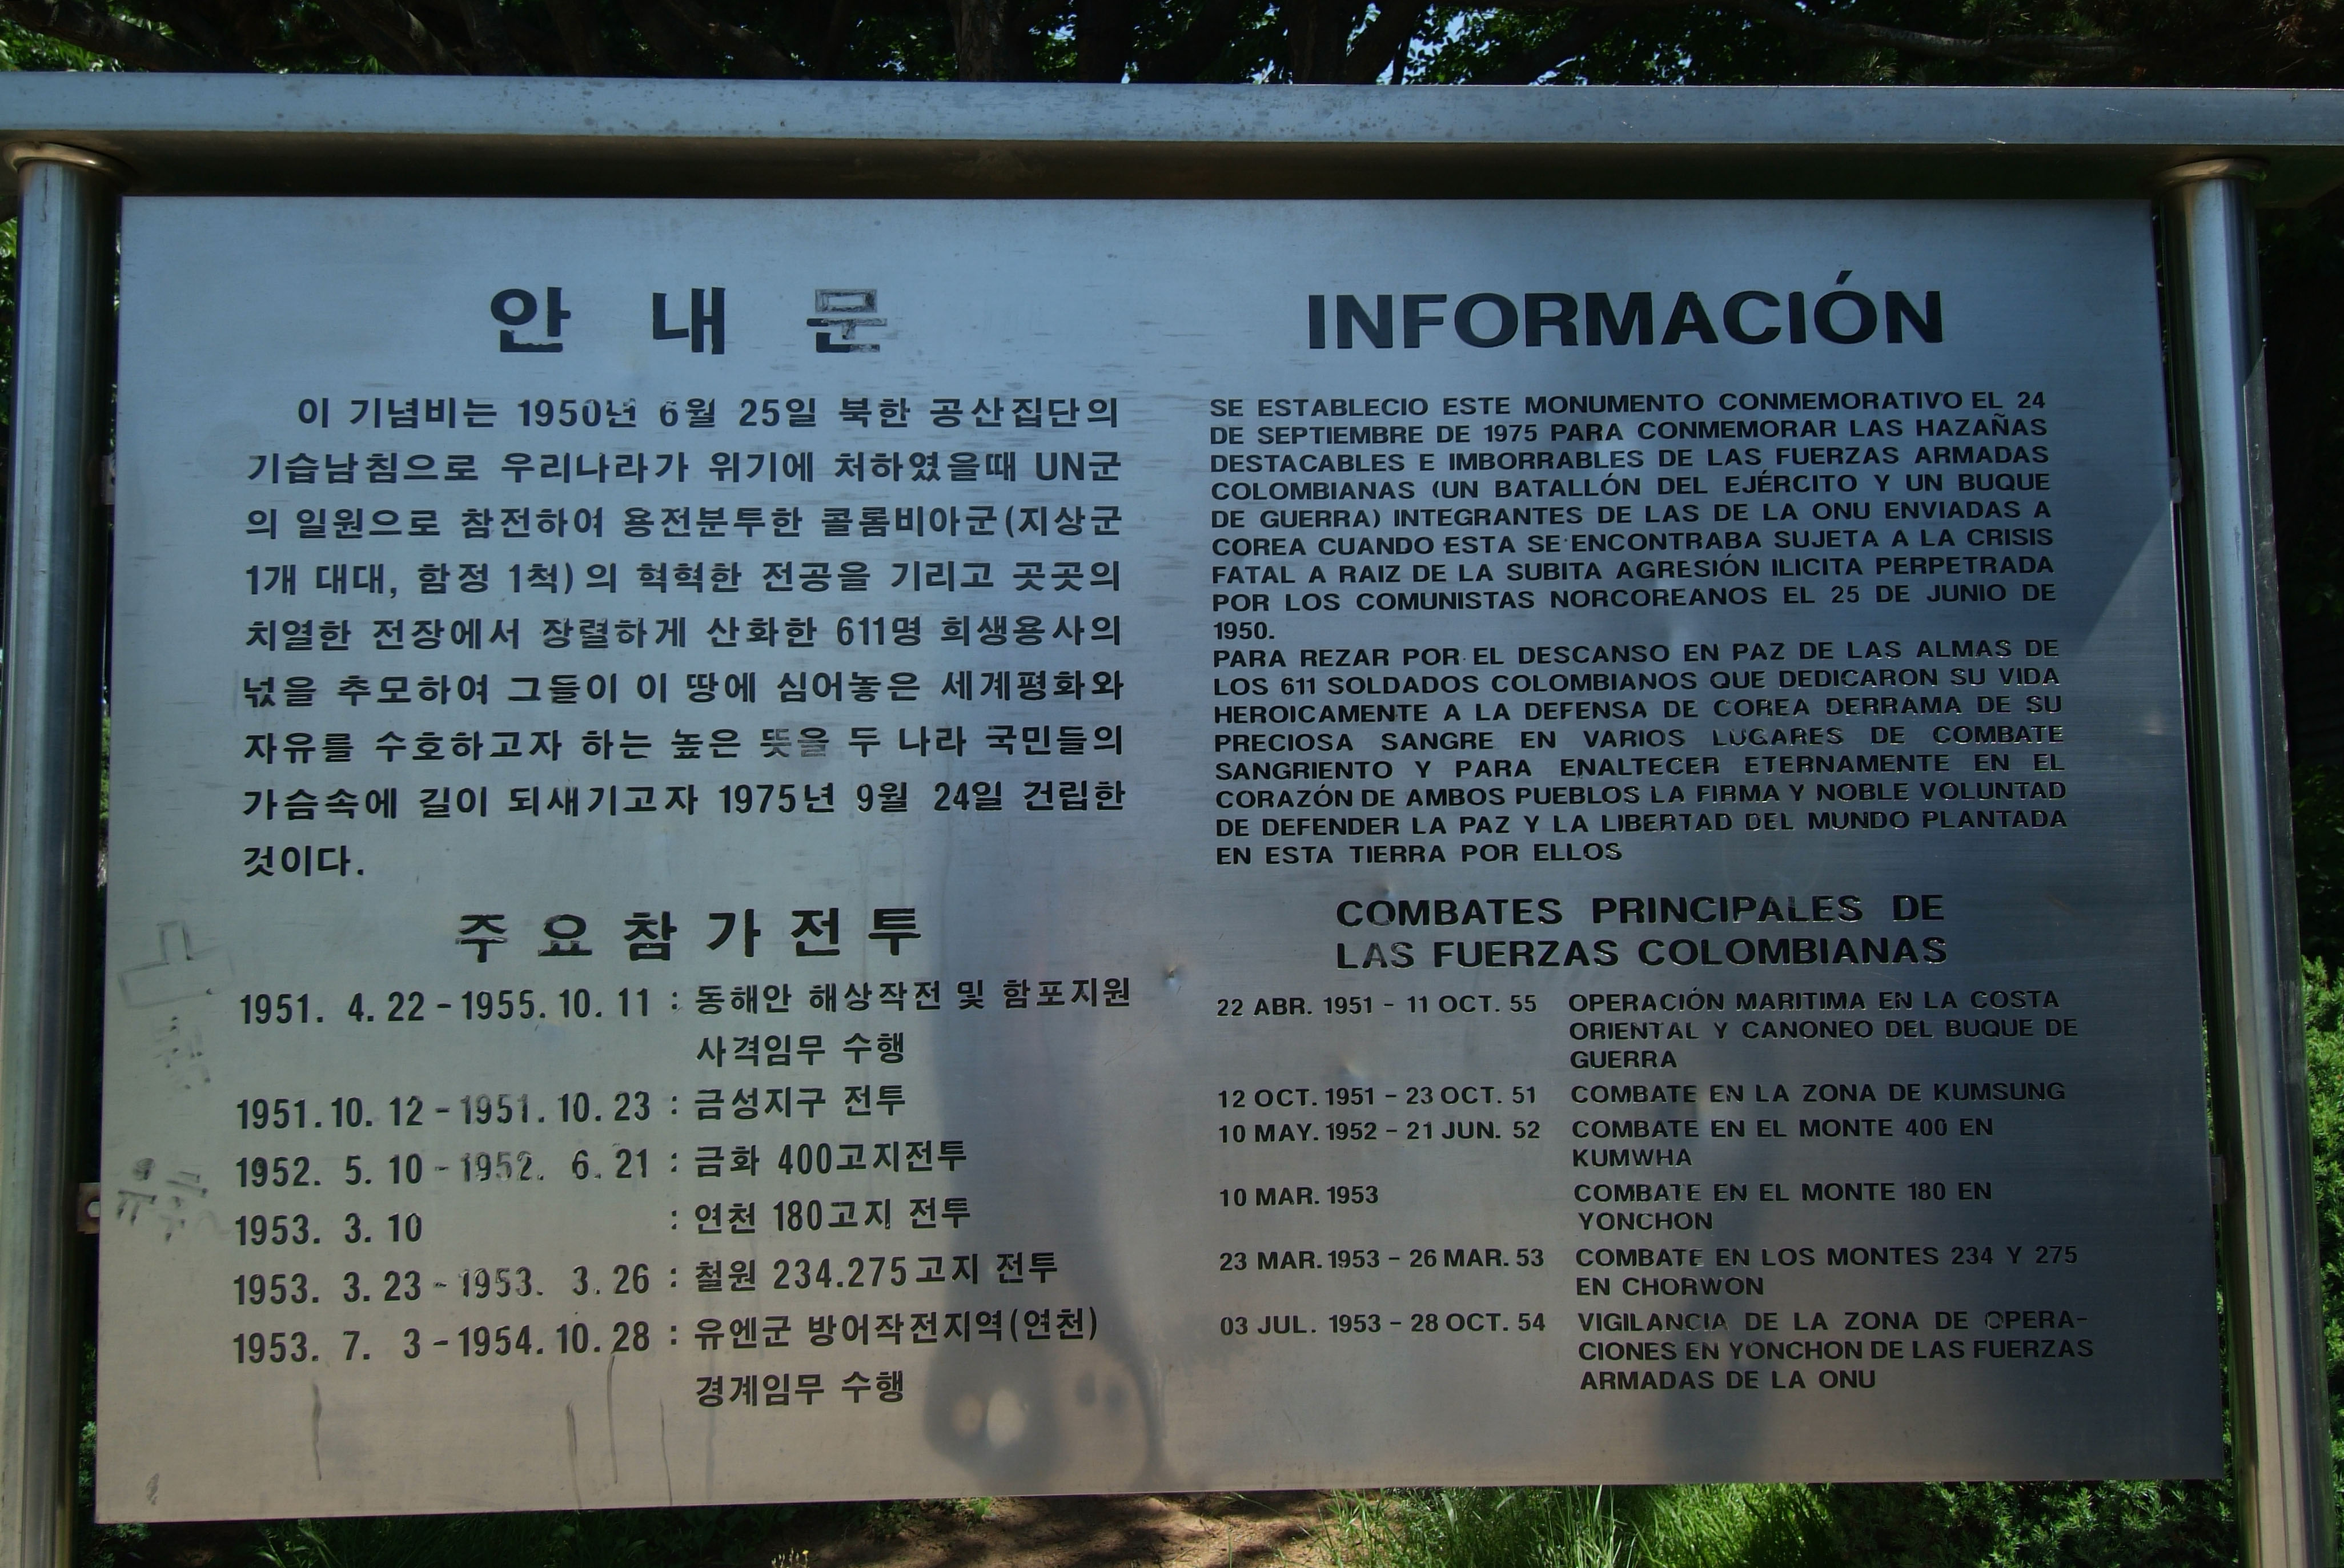 안 내 문
이 기념비는 1950년 6월 25일 북한 공산집단의
기습남침으로 우리나라가 위기에 처하였을때 UN군
의 일원으로 참전하여 용전분투한 콜롬비아군(지상군
1개 대대, 함정 1척)의 혁혁한 전공을 기리고 곳곳의
치열한 전장에서 장렬하게 산화한 611명 희생용사의
넋을 추모하여 그들이 이 땅에 심어놓은 세계평화와
자유를 수호하고자 하는 높은 뜻을 두 나라 국민들의
가슴속에 길이 되새기고자 1975년 9월 24일 건립한
것이다.
주요참가전투
1951. 4. 22 - 1955. 10. 11 : 동해안 해상작전 및 함포지원
사격임무 수행
1951. 10. 12 - 1951. 10. 23 : 금성지구 전투
1952. 5. 10 - 1952. 6. 21 : 금화 400고지전투
1953. 3. 10 : 연천 180고지 전투
1953. 3. 23 - 1953. 3. 26 : 철원 234.275고지 전투
1953. 7. 3 - 1954. 10. 28 : 유엔군 방어작전지역(연천)
경계임무 수행
INFORMACIÓN
SE ESTABLECIO ESTE MONUMENTO CONMEMORATIVO EL 24
DE SEPTIEMBRE DE 1975 PARA CONMEMORAR LAS HAZAÑAS
DESTACABLES E IMBORRABLES DE LAS FUERZAS ARMADAS
COLOMBIANAS (UN BATALLÓN DEL EJÉRCITO Y UN BUQUE
DE GUERRA) INTEGRANTES DE LAS DE LA ONU ENVIADAS A
COREA CUANDO ESTA SE ENCONTRABA SUJETA A LA CRISIS
FATAL A RAIZ DE LA SUBITA AGRESIÓN ILICITA PERPETRADA
POR LOS COMUNISTAS NORCOREANOS EL 25 DE JUNIO DE
1950.
PARA REZAR POR EL DESCANSO EN PAZ DE LAS ALMAS DE
LOS 611 SOLDADOS COLOMBIANOS QUE DEDICARON SU VIDA
HEROICAMENTE A LA DEFENSA DE COREA DERRAMA DE SU
PRECIOSA SANGRE EN VARIOS LUGARES DE COMBATE
SANGRIENTO Y PARA ENALTECER ETERNAMENTE EN EL
CORAZÓN DE AMBOS PUEBLOS LA FIRMA Y NOBLE VOLUNTAD
DE DEFENDER LA PAZ Y LA LIBERTAD DEL MUNDO PLANTADA
EN ESTA TIERRA POR ELLOS
COMBATES PRINCIPALES DE
LAS FUERZAS COLOMBIANAS
22 ABR. 1951 - 11 OCT. 55 OPERACIÓN MARITIMA EN LA COSTA
ORIENTAL Y CANONEO DEL BUQUE DE
GUERRA
12 OCT. 1951 - 23 OCT. 51 COMBATE EN LA ZONA DE KUMSUNG
10 MAY. 1952 - 21 JUN. 52 COMBATE EN EL MONTE 400 EN
KUMWHA
10 MAR. 1953 COMBATE EN EL MONTE 180 EN
YONCHON
23 MAR. 1953 - 26 MAR. 53 COMBATE EN LOS MONTES 234 Y 275
EN CHORWON
03 JUL. 1953 - 28 OCT. 54 VIGILANCIA DE LA ZONA DE OPERA-
CIONES EN YONCHON DE LAS FUERZAS
ARMADAS DE LA ONU